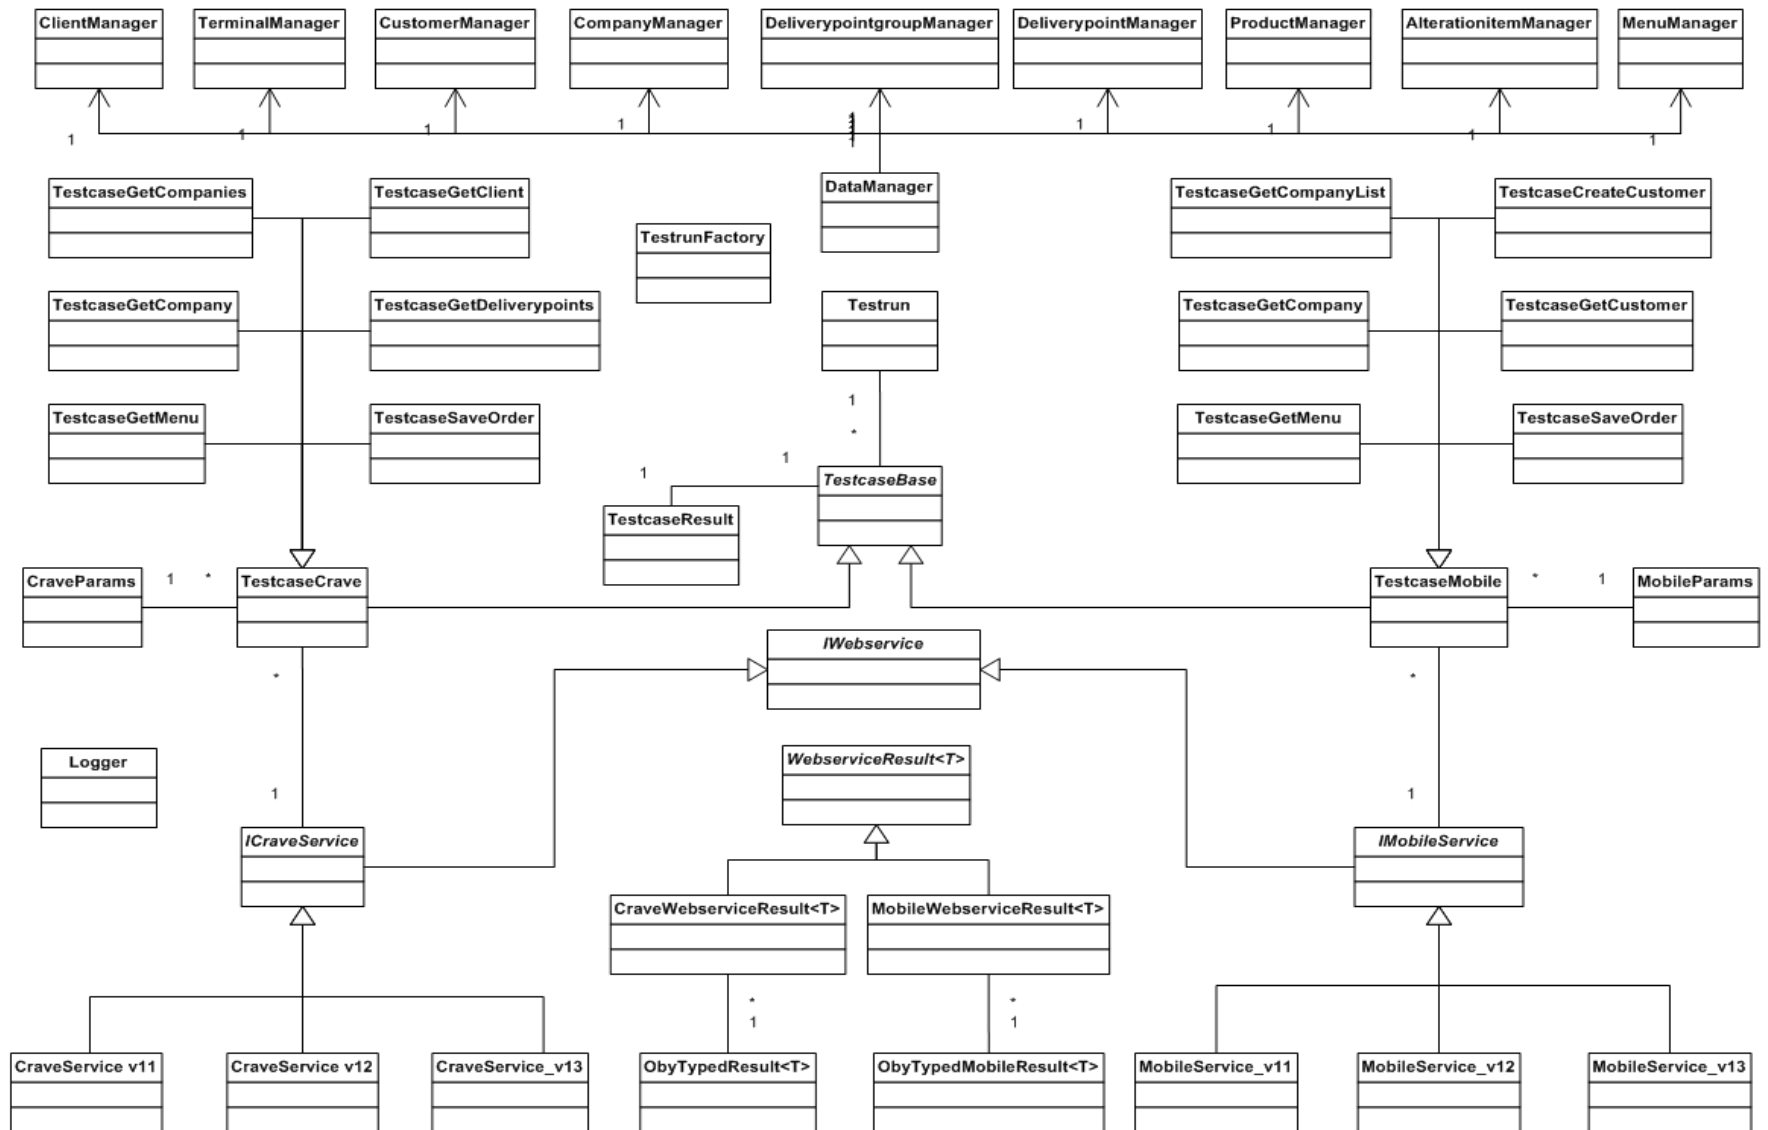 ClientManager
TerminalManager
CustomerManager
CompanyManager
DeliverypointgroupManager
DeliverypointManager
ProductManager
AlterationitemManager
MenuManager
1
1
1
1
1
1
1
1
1
TestcaseGetCompanies
TestcaseGetClient
DataManager
TestcaseGetCompanyList
TestcaseCreateCustomer
TestrunFactory
TestcaseGetCompany
TestcaseGetDeliverypoints
Testrun
TestcaseGetCompany
TestcaseGetCustomer
TestcaseGetMenu
TestcaseSaveOrder
1
*
TestcaseGetMenu
TestcaseSaveOrder
1
1
TestcaseBase
TestcaseResult
CraveParams
1
*
TestcaseCrave
TestcaseMobile
*
1
MobileParams
IWebservice
*
*
Logger
WebserviceResult<T>
1
1
ICraveService
IMobileService
CraveWebserviceResult<T>
MobileWebserviceResult<T>
*
1
*
1
CraveService v11
CraveService v12
CraveService_v13
ObyTypedResult<T>
ObyTypedMobileResult<T>
MobileService_v11
MobileService_v12
MobileService_v13